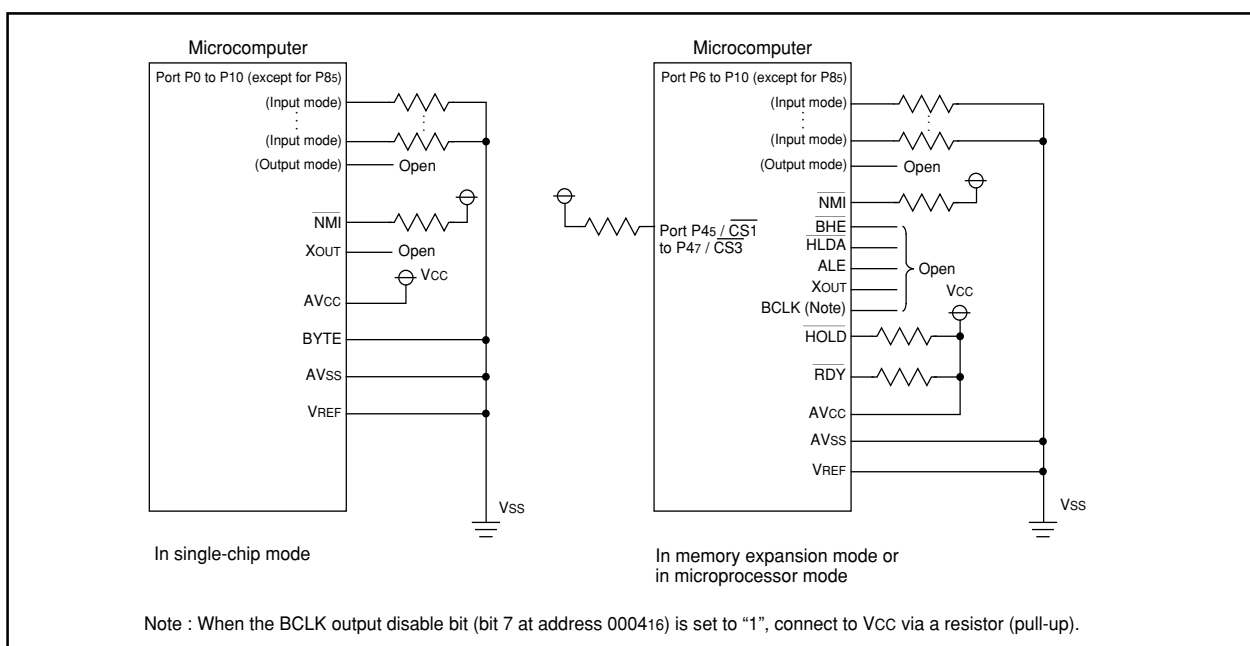 Microcomputer
Port P0 to P10 (except for P85)
(Input mode)
(Input mode)
(Output mode)
Open
NMI
XOUT
Open
VCC
AVCC
BYTE
AVSS
VREF
VSS
In single-chip mode
Microcomputer
Port P6 to P10 (except for P85)
(Input mode)
(Input mode)
(Output mode)
Open
NMI
Port P45 / CS1
to P47 / CS3
BHE
HLDA
ALE
Open
XOUT
BCLK (Note)
VCC
HOLD
RDY
AVCC
AVSS
VREF
VSS
In memory expansion mode or
in microprocessor mode
Note : When the BCLK output disable bit (bit 7 at address 000416) is set to “1”, connect to VCC via a resistor (pull-up).